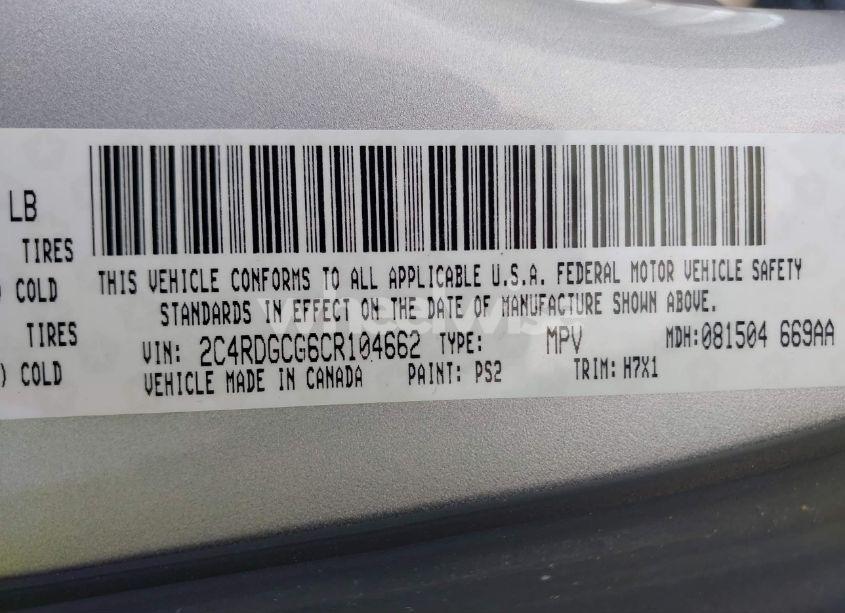 LB
TIRES
) COLD
TIRES
) COLD
THIS VEHICLE CONFORMS TO ALL APPLICABLE U.S.A. FEDERAL MOTOR VEHICLE SAFETY
STANDARDS IN EFFECT ON THE DATE OF MANUFACTURE SHOWN ABOVE.
VIN: 2C4RDGCG6CR104662 TYPE: MPV MDH:081504 669AA
VEHICLE MADE IN CANADA PAINT: PS2 TRIM: H7X1